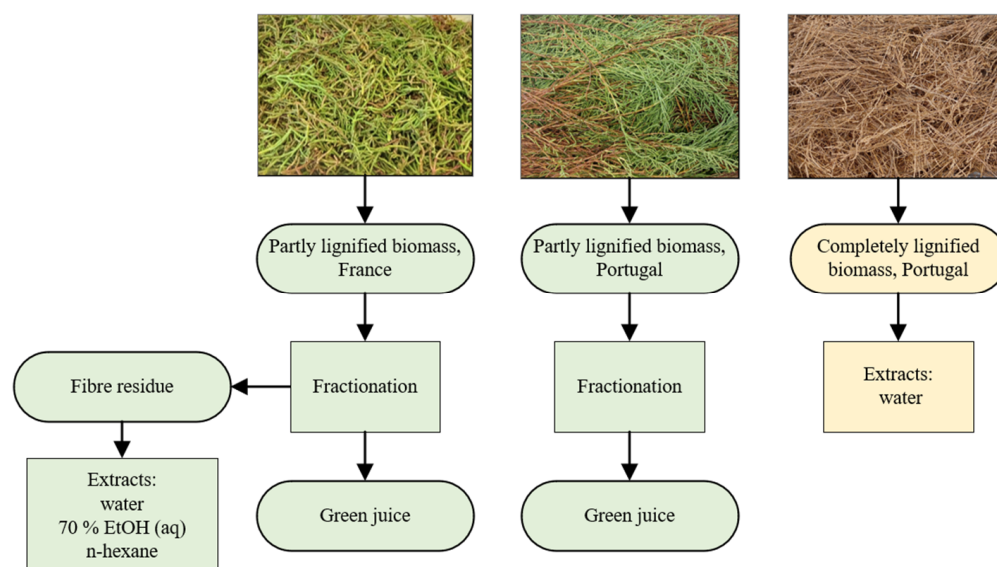 Partly lignified biomass,
France
Partly lignified biomass,
Portugal
Completely lignified
biomass, Portugal
Fibre residue
Fractionation
Fractionation
Extracts:
water
Extracts:
water
70 % EtOH (aq)
n-hexane
Green juice
Green juice